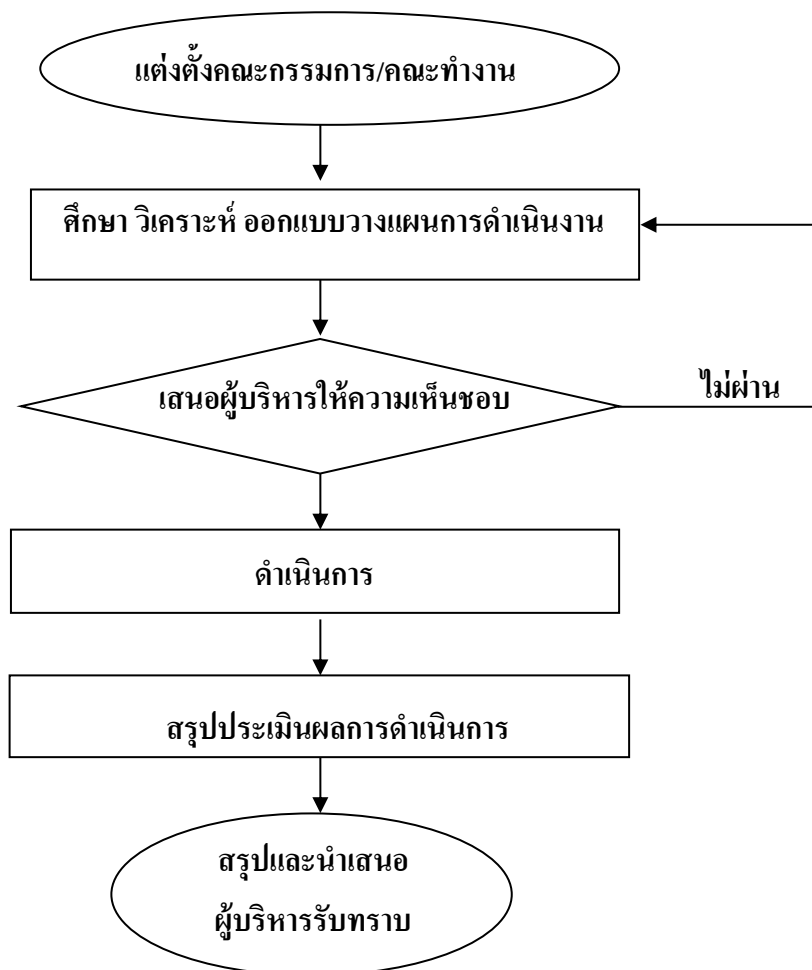 แต่งตั้งคณะกรรมการ/คณะทำงาน
ศึกษา วิเคราะห์ ออกแบบวางแผนการดำเนินงาน
เสนอผู้บริหารให้ความเห็นชอบ
ไม่ผ่าน
ดำเนินการ
สรุปประเมินผลการดำเนินการ
สรุปและนำเสนอ
ผู้บริหารรับทราบ